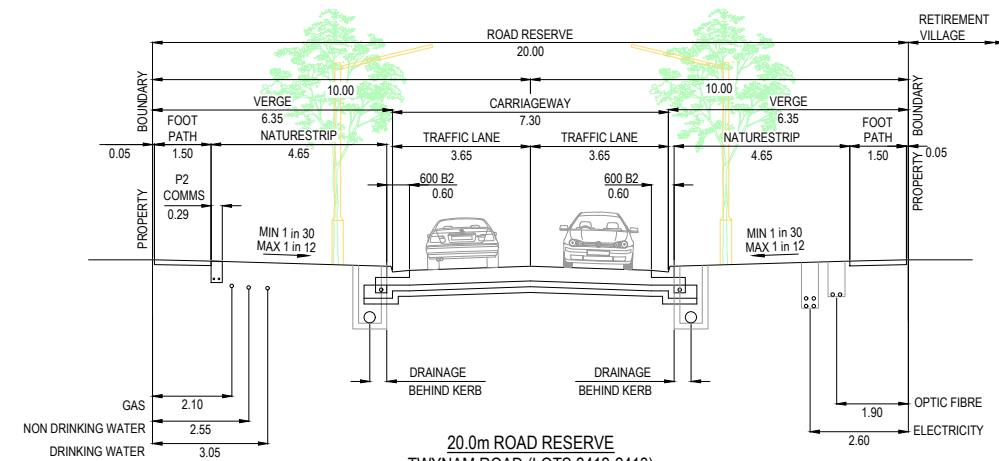 RETIREMENT
VILLAGE
ROAD RESERVE
20.00
10.00
10.00
BOUNDARY
VERGE
6.35
CARRIAGEWAY
7.30
VERGE
6.35
BOUNDARY
FOOT
PATH
1.50
0.05
NATURESTRIP
4.65
TRAFFIC LANE
3.65
TRAFFIC LANE
3.65
NATURESTRIP
4.65
FOOT
PATH
1.50
0.05
P2
COMMS
0.29
600 B2
0.60
600 B2
0.60
PROPERTY
MIN 1 in 30
MAX 1 in 12
MIN 1 in 30
MAX 1 in 12
PROPERTY
DRAINAGE
BEHIND KERB
DRAINAGE
BEHIND KERB
GAS
2.10
1.90
OPTIC FIBRE
NON DRINKING WATER
2.55
2.60
ELECTRICITY
DRINKING WATER
3.05
20.0m ROAD RESERVE